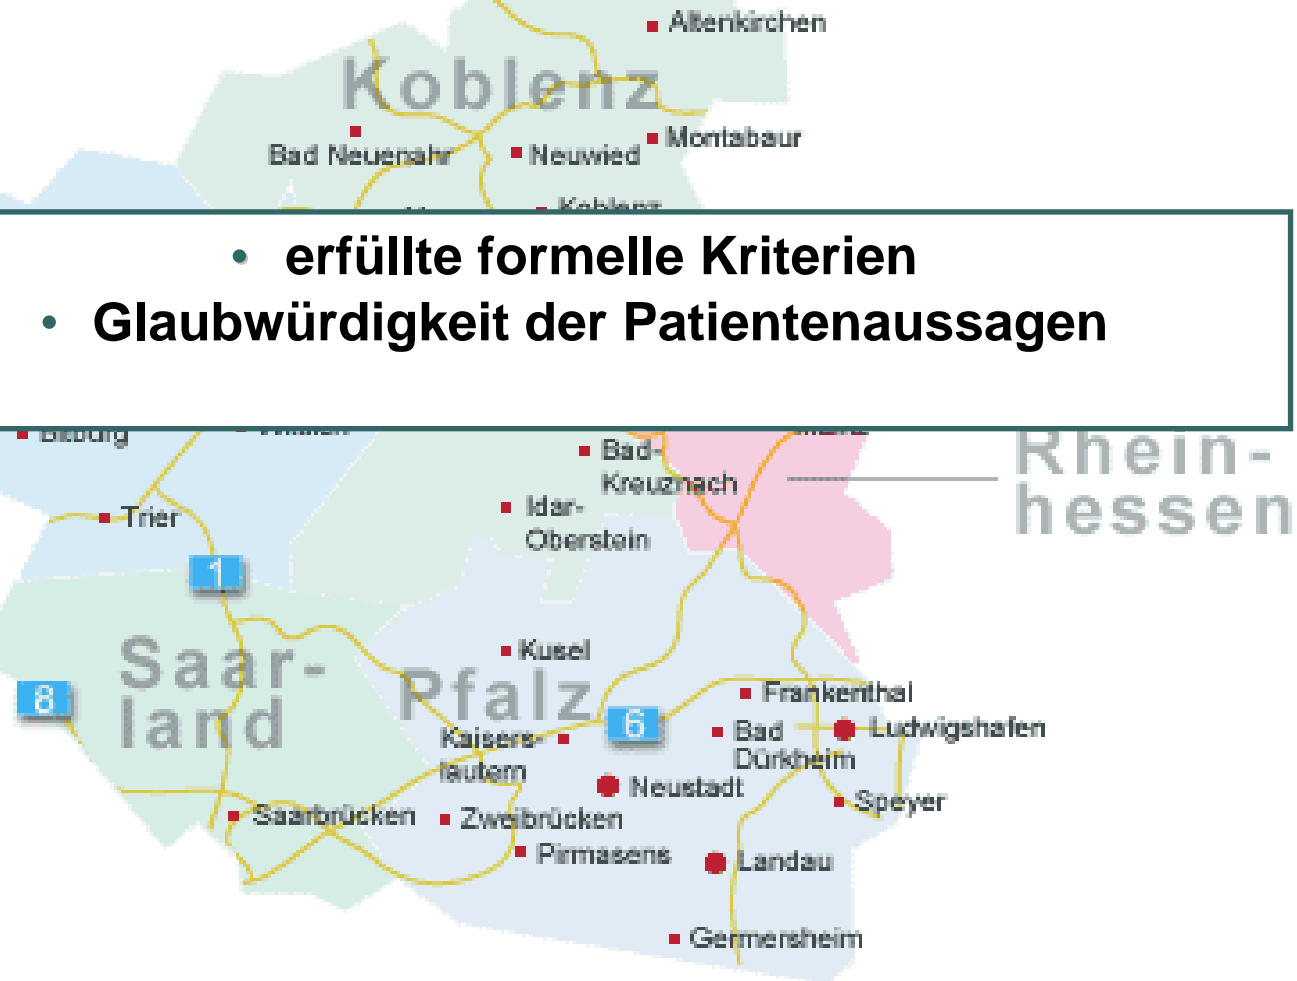 Altenkirchen
Koblenz
Montabaur
Bad Neuenahr
Neuwied
Koblenz
• erfüllte formelle Kriterien
• Glaubwürdigkeit der Patientenaussagen
Bitburg
Rhein-
hessen
Bad-
Kreuznach
Idar-
Oberstein
Trier
1
Saar-
land
8
Kusel
Pfalz
6
Frankenthal
Bad
Dürkheim
Ludwigshafen
Kaisers-
lautern
Neustadt
Speyer
Saarbrücken
Zweibrücken
Pirmasens
Landau
Germersheim